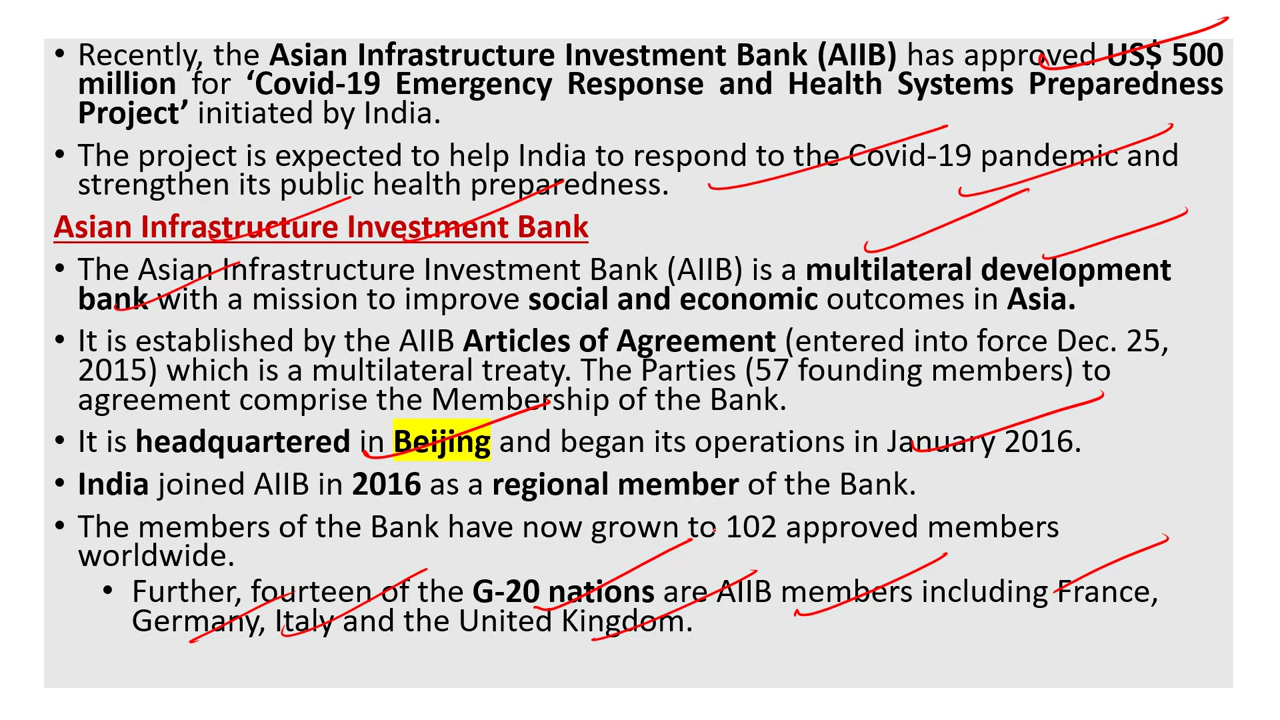 • Recently, the Asian Infrastructure Investment Bank (AIIB) has approved US$ 500
million for ‘Covid-19 Emergency Response and Health Systems Preparedness
Project’ initiated by India.
• The project is expected to help India to respond to the Covid-19 pandemic and
strengthen its public health preparedness.
Asian Infrastructure Investment Bank
• The Asian Infrastructure Investment Bank (AIIB) is a multilateral development
bank with a mission to improve social and economic outcomes in Asia.
• It is established by the AIIB Articles of Agreement (entered into force Dec. 25,
2015) which is a multilateral treaty. The Parties (57 founding members) to
agreement comprise the Membership of the Bank.
• It is headquartered in Beijing and began its operations in January 2016.
• India joined AIIB in 2016 as a regional member of the Bank.
• The members of the Bank have now grown to 102 approved members
worldwide.
• Further, fourteen of the G-20 nations are AIIB members including France,
Germany, Italy and the United Kingdom.